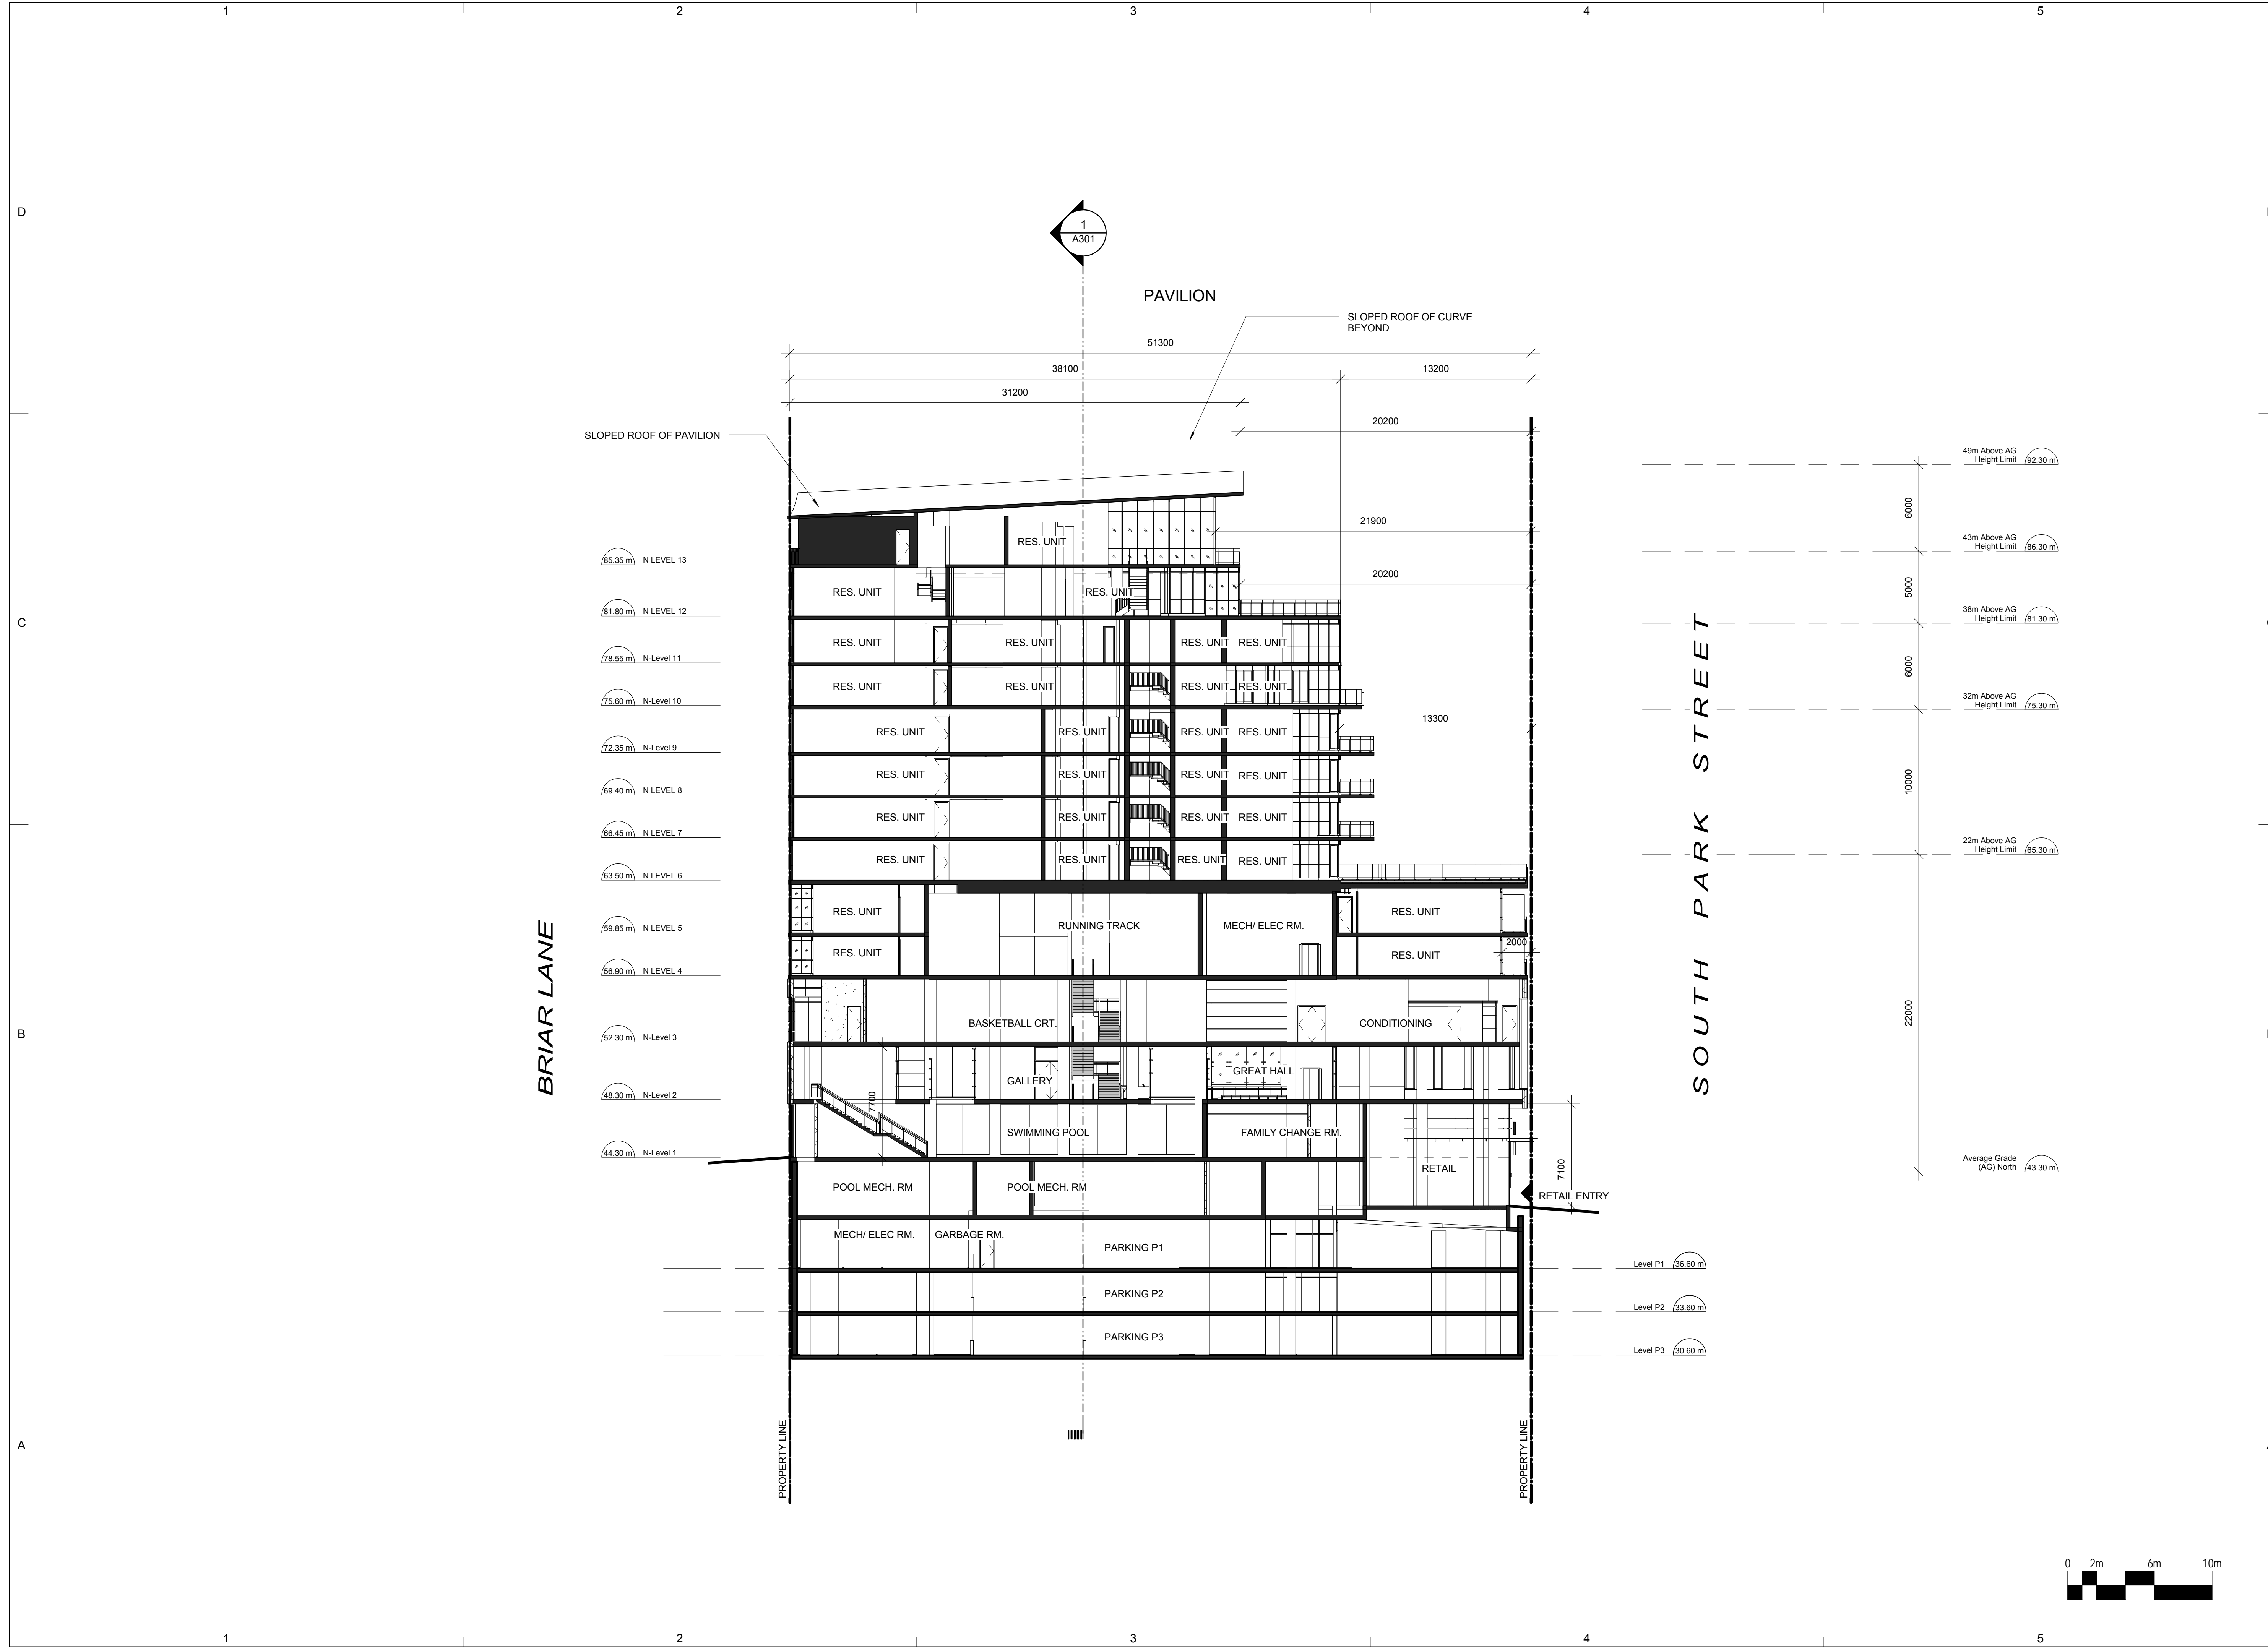 1 2 3 4 5
D
1
A301
PAVILION
SLOPED ROOF OF CURVE
BEYOND
51300
38100 13200
31200
20200
SLOPED ROOF OF PAVILION
49m Above AG
Height Limit 92.30 m
6000
21900
RES. UNIT
43m Above AG
Height Limit 86.30 m
85.35 m N LEVEL 13
20200
5000
RES. UNIT RES. UNIT
81.80 m N LEVEL 12
38m Above AG
Height Limit 81.30 m
C
RES. UNIT RES. UNIT RES. UNIT RES. UNIT
78.55 m N-Level 11
6000
RES. UNIT RES. UNIT RES. UNIT RES. UNIT
75.60 m N-Level 10
32m Above AG
Height Limit 75.30 m
13300
RES. UNIT RES. UNIT RES. UNIT RES. UNIT
72.35 m N-Level 9
10000
RES. UNIT RES. UNIT RES. UNIT RES. UNIT
69.40 m N LEVEL 8
RES. UNIT RES. UNIT RES. UNIT RES. UNIT
66.45 m N LEVEL 7
22m Above AG
Height Limit 65.30 m
RES. UNIT RES. UNIT RES. UNIT RES. UNIT
63.50 m N LEVEL 6
SOUTH PARK STREET
BRIAR LANE
RES. UNIT RUNNING TRACK MECH/ ELEC RM. RES. UNIT
59.85 m N LEVEL 5
2000
RES. UNIT RES. UNIT
56.90 m N LEVEL 4
22000
B
BASKETBALL CRT. CONDITIONING
52.30 m N-Level 3
GALLERY GREAT HALL
48.30 m N-Level 2
7700
SWIMMING POOL FAMILY CHANGE RM.
44.30 m N-Level 1
Average Grade
(AG) North 43.30 m
RETAIL
7100
POOL MECH. RM POOL MECH. RM
RETAIL ENTRY
MECH/ ELEC RM. GARBAGE RM. PARKING P1
Level P1 36.60 m
PARKING P2
Level P2 33.60 m
PARKING P3
Level P3 30.60 m
A
PROPERTY LINE PROPERTY LINE
0 2m 6m 10m
1 2 3 4 5